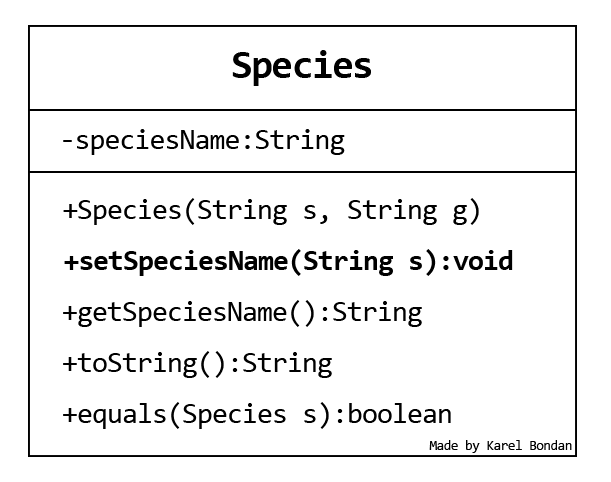 Species
-speciesName:String
+Species(String s, String g)
+setSpeciesName(String s):void
+getSpeciesName():String
+toString():String
+equals(Species s):boolean
Made by Karel Bondan